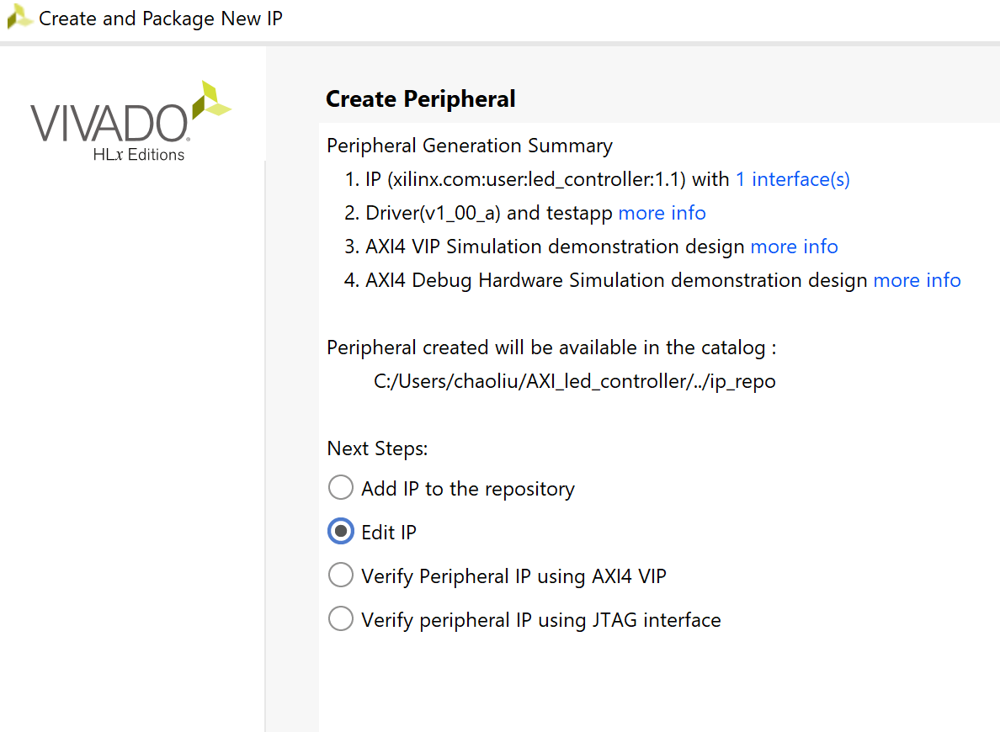 Create and Package New IP
VIVADO.
HLx Editions
Create Peripheral
Peripheral Generation Summary
1. IP (xilinx.com:user:led_controller:1.1) with 1 interface(s)
2. Driver(v1_00_a) and testapp more info
3. AXI4 VIP Simulation demonstration design more info
4. AXI4 Debug Hardware Simulation demonstration design more info
Peripheral created will be available in the catalog :
C:/Users/chaoliu/AXI_led_controller/../ip_repo
Next Steps:
Add IP to the repository
Edit IP
Verify Peripheral IP using AXI4 VIP
Verify peripheral IP using JTAG interface